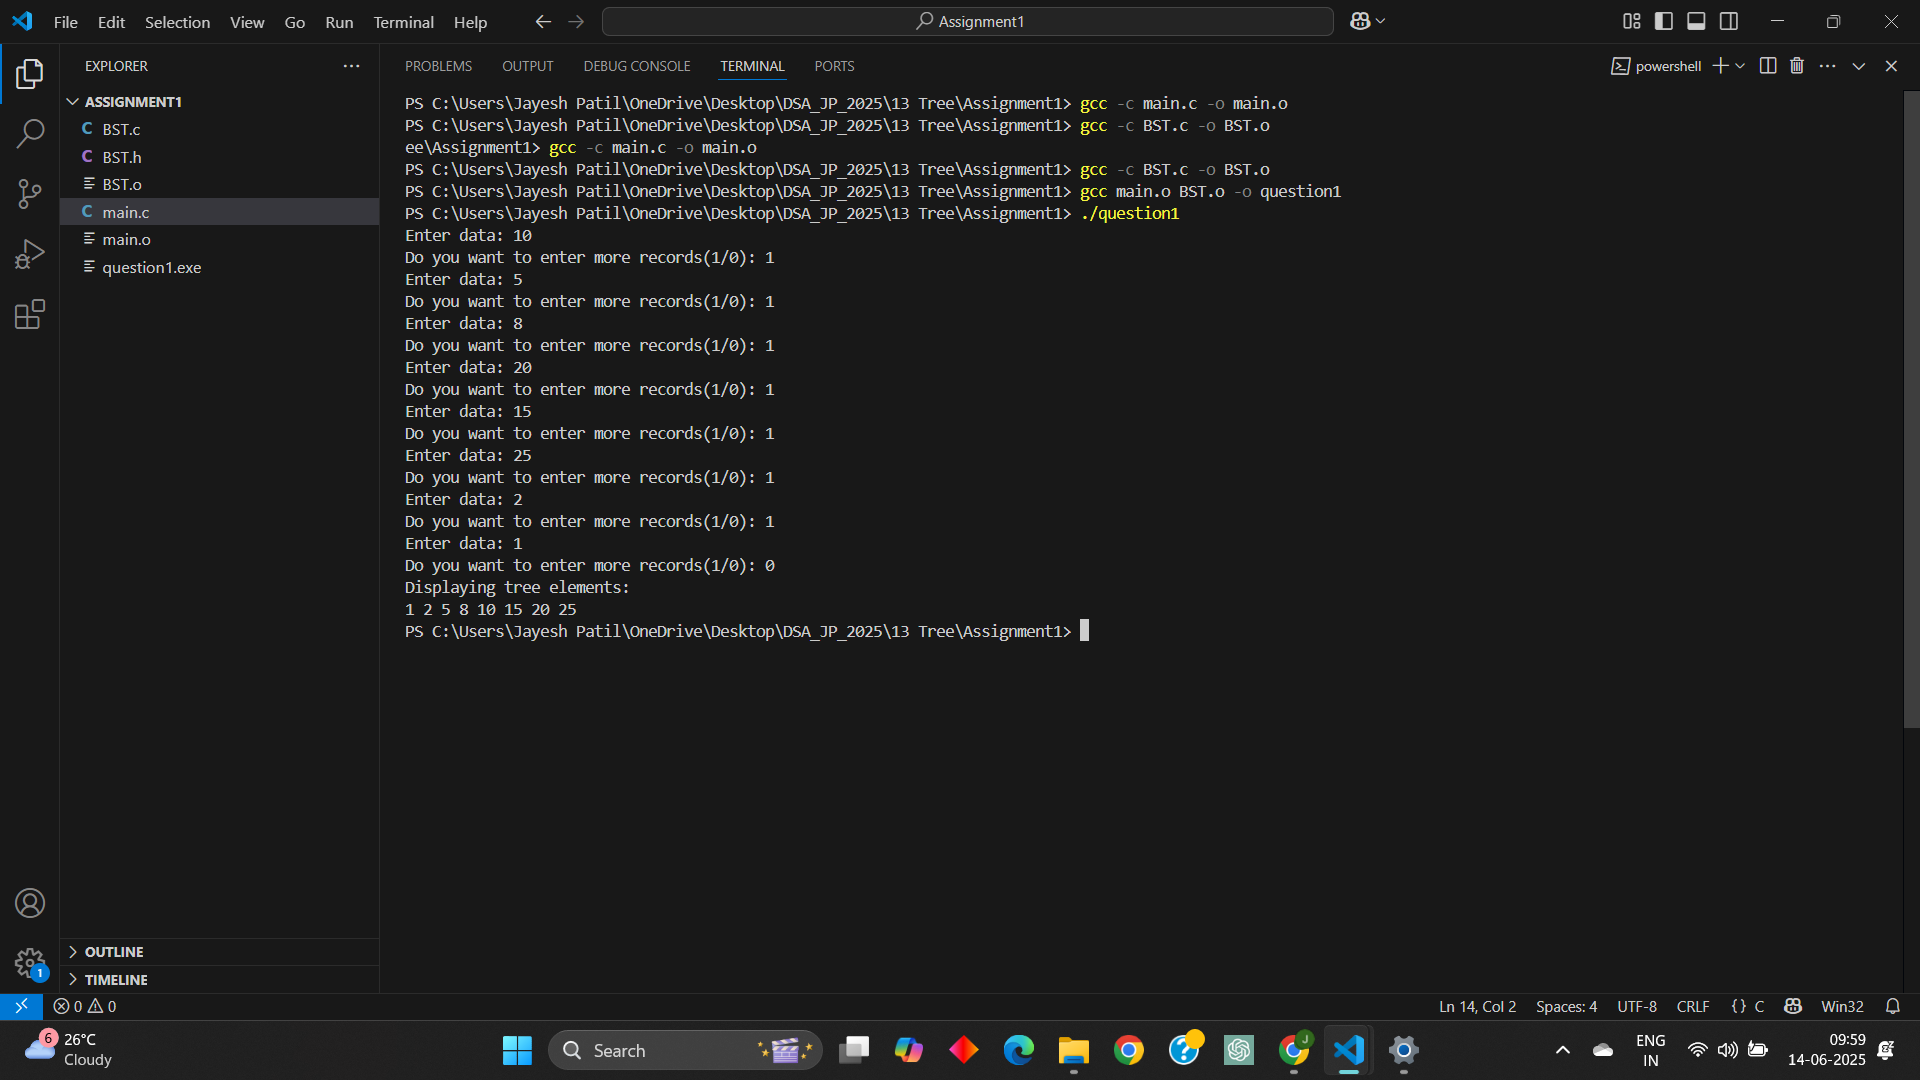 File Edit Selection View Go Run Terminal Help
Assignment1
EXPLORER
ASSIGNMENT1
BST.c
BST.h
BST.o
main.c
main.o
question1.exe
OUTLINE
TIMELINE
PROBLEMS OUTPUT DEBUG CONSOLE TERMINAL PORTS
powershell
PS C:\Users\Jayesh Patil\OneDrive\Desktop\DSA_JP_2025\13 Tree\Assignment1> gcc -c main.c -o main.o
PS C:\Users\Jayesh Patil\OneDrive\Desktop\DSA_JP_2025\13 Tree\Assignment1> gcc -c BST.c -o BST.o
ee\Assignment1> gcc -c main.c -o main.o
PS C:\Users\Jayesh Patil\OneDrive\Desktop\DSA_JP_2025\13 Tree\Assignment1> gcc -c BST.c -o BST.o
PS C:\Users\Jayesh Patil\OneDrive\Desktop\DSA_JP_2025\13 Tree\Assignment1> gcc main.o BST.o -o question1
PS C:\Users\Jayesh Patil\OneDrive\Desktop\DSA_JP_2025\13 Tree\Assignment1> ./question1
Enter data: 10
Do you want to enter more records(1/0): 1
Enter data: 5
Do you want to enter more records(1/0): 1
Enter data: 8
Do you want to enter more records(1/0): 1
Enter data: 20
Do you want to enter more records(1/0): 1
Enter data: 15
Do you want to enter more records(1/0): 1
Enter data: 25
Do you want to enter more records(1/0): 1
Enter data: 2
Do you want to enter more records(1/0): 1
Enter data: 1
Do you want to enter more records(1/0): 0
Displaying tree elements:
1 2 5 8 10 15 20 25
PS C:\Users\Jayesh Patil\OneDrive\Desktop\DSA_JP_2025\13 Tree\Assignment1>
1
0 0
Ln 14, Col 2 Spaces: 4 UTF-8 CRLF {} C Win32
6
26°C
Cloudy
Search
J
ENG
IN
09:59
14-06-2025